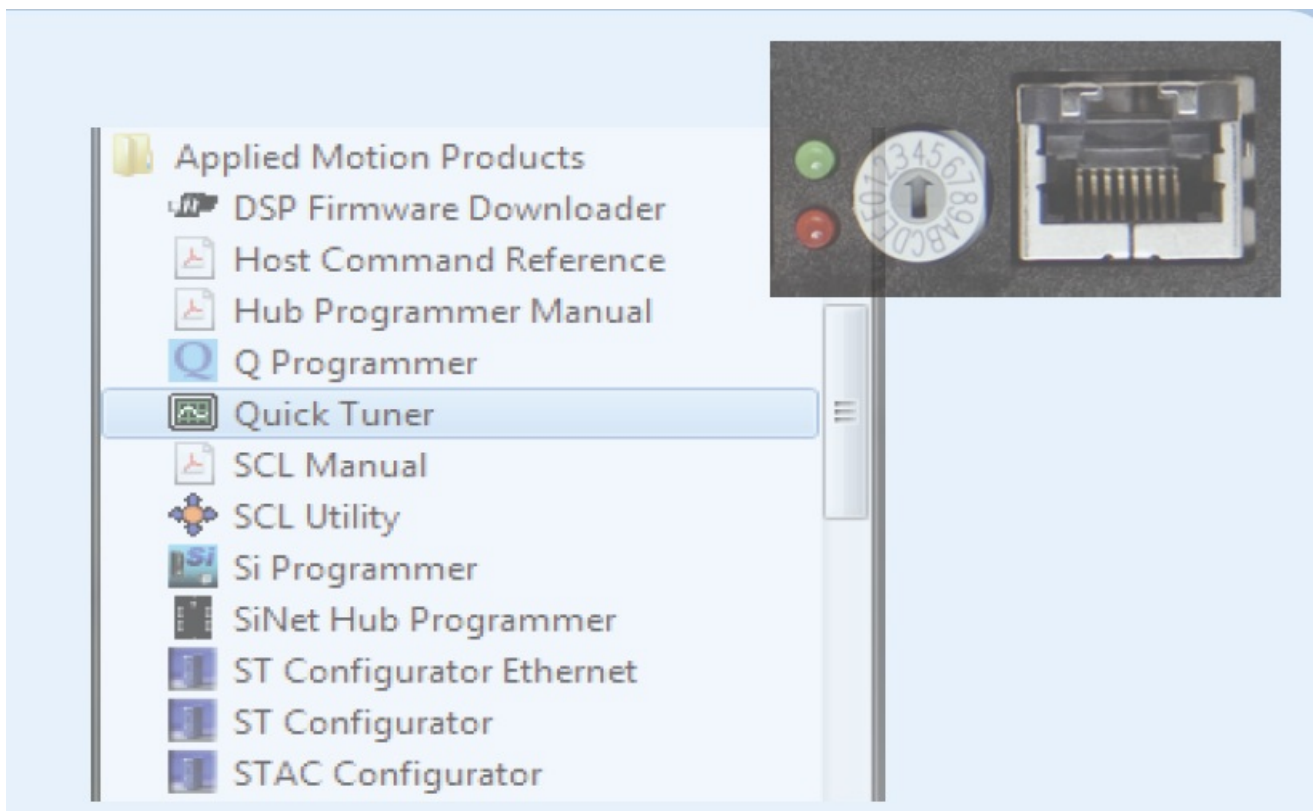 Applied Motion Products
DSP Firmware Downloader
Host Command Reference
Hub Programmer Manual
Q Programmer
Quick Tuner
SCL Manual
SCL Utility
Si Programmer
SiNet Hub Programmer
ST Configurator Ethernet
ST Configurator
STAC Configurator
0123456789ABCDEF